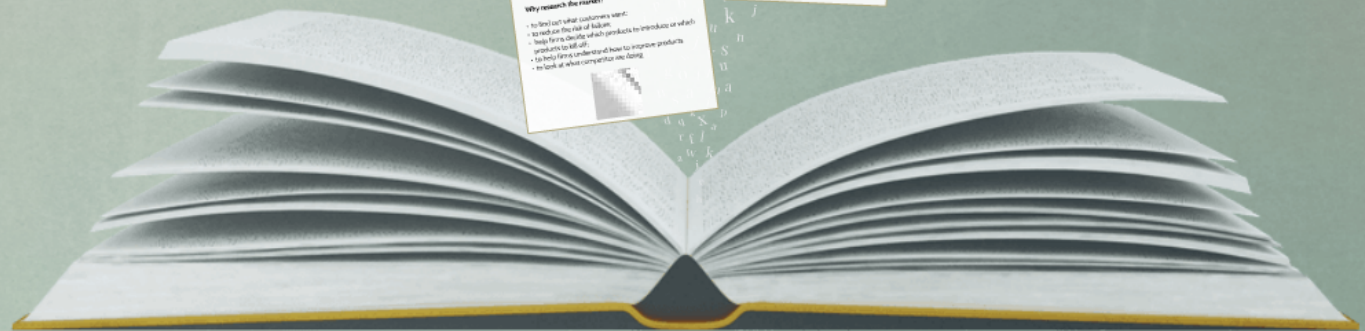 Why research the market?
- to find out what customers want;
- to reduce the risk of failure;
- help firms decide which products to introduce or which
products to kill off;
- to help firms understand how to improve products
- to look at what competitor are doing
k j
n
s
u
a
p
d q X a
r f l
a w k